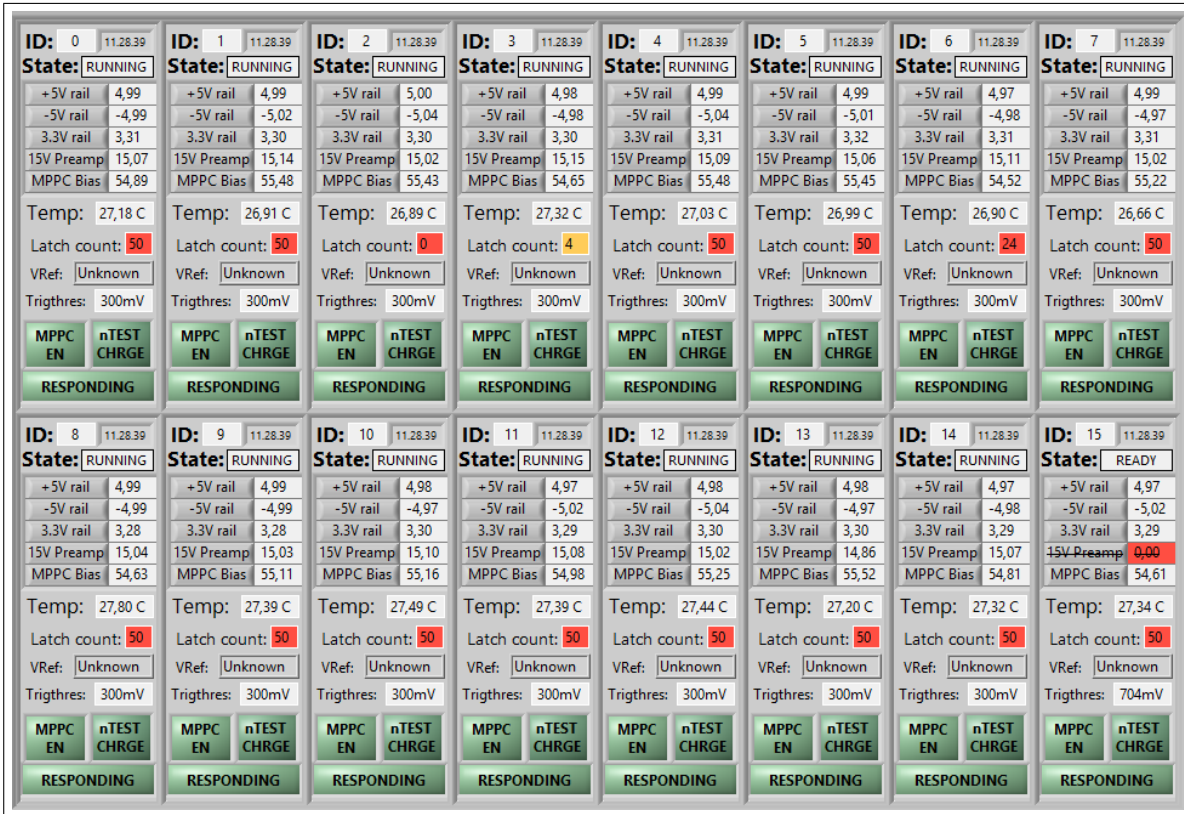 ID: 0 11.28.39 ID: 1 11.28.39 ID: 2 11.28.39 ID: 3 11.28.39 ID: 4 11.28.39 ID: 5 11.28.39 ID: 6 11.28.39 ID: 7 11.28.39
State: RUNNING State: RUNNING State: RUNNING State: RUNNING State: RUNNING State: RUNNING State: RUNNING State: RUNNING
+5V rail 4,99 +5V rail 4,99 +5V rail 5,00 +5V rail 4,98 +5V rail 4,99 +5V rail 4,99 +5V rail 4,97 +5V rail 4,99
-5V rail -4,99 -5V rail -5,02 -5V rail -5,04 -5V rail -4,98 -5V rail -5,04 -5V rail -5,01 -5V rail -4,98 -5V rail -4,97
3.3V rail 3,31 3.3V rail 3,30 3.3V rail 3,30 3.3V rail 3,30 3.3V rail 3,31 3.3V rail 3,32 3.3V rail 3,31 3.3V rail 3,31
15V Preamp 15,07 15V Preamp 15,14 15V Preamp 15,02 15V Preamp 15,15 15V Preamp 15,09 15V Preamp 15,06 15V Preamp 15,11 15V Preamp 15,02
MPPC Bias 54,89 MPPC Bias 55,48 MPPC Bias 55,43 MPPC Bias 54,65 MPPC Bias 55,48 MPPC Bias 55,45 MPPC Bias 54,52 MPPC Bias 55,22
Temp: 27,18 C Temp: 26,91 C Temp: 26,89 C Temp: 27,32 C Temp: 27,03 C Temp: 26,99 C Temp: 26,90 C Temp: 26,66 C
Latch count: 50 Latch count: 50 Latch count: 0 Latch count: 4 Latch count: 50 Latch count: 50 Latch count: 24 Latch count: 50
VRef: Unknown VRef: Unknown VRef: Unknown VRef: Unknown VRef: Unknown VRef: Unknown VRef: Unknown VRef: Unknown
Trigthres: 300mV Trigthres: 300mV Trigthres: 300mV Trigthres: 300mV Trigthres: 300mV Trigthres: 300mV Trigthres: 300mV Trigthres: 300mV
MPPC nTEST MPPC nTEST MPPC nTEST MPPC nTEST MPPC nTEST MPPC nTEST MPPC nTEST MPPC nTEST
EN CHRGE EN CHRGE EN CHRGE EN CHRGE EN CHRGE EN CHRGE EN CHRGE EN CHRGE
RESPONDING RESPONDING RESPONDING RESPONDING RESPONDING RESPONDING RESPONDING RESPONDING
ID: 8 11.28.39 ID: 9 11.28.39 ID: 10 11.28.39 ID: 11 11.28.39 ID: 12 11.28.39 ID: 13 11.28.39 ID: 14 11.28.39 ID: 15 11.28.39
State: RUNNING State: RUNNING State: RUNNING State: RUNNING State: RUNNING State: RUNNING State: RUNNING State: READY
+5V rail 4,99 +5V rail 4,99 +5V rail 4,98 +5V rail 4,97 +5V rail 4,98 +5V rail 4,98 +5V rail 4,97 +5V rail 4,97
-5V rail -4,99 -5V rail -4,99 -5V rail -4,97 -5V rail -5,02 -5V rail -5,04 -5V rail -4,97 -5V rail -4,98 -5V rail -5,02
3.3V rail 3,28 3.3V rail 3,28 3.3V rail 3,30 3.3V rail 3,29 3.3V rail 3,30 3.3V rail 3,30 3.3V rail 3,29 3.3V rail 3,29
15V Preamp 15,04 15V Preamp 15,03 15V Preamp 15,10 15V Preamp 15,08 15V Preamp 15,02 15V Preamp 14,86 15V Preamp 15,07 15V Preamp 0,00
MPPC Bias 54,63 MPPC Bias 55,11 MPPC Bias 55,16 MPPC Bias 54,98 MPPC Bias 55,25 MPPC Bias 55,52 MPPC Bias 54,81 MPPC Bias 54,61
Temp: 27,80 C Temp: 27,39 C Temp: 27,49 C Temp: 27,39 C Temp: 27,44 C Temp: 27,20 C Temp: 27,32 C Temp: 27,34 C
Latch count: 50 Latch count: 50 Latch count: 50 Latch count: 50 Latch count: 50 Latch count: 50 Latch count: 50 Latch count: 50
VRef: Unknown VRef: Unknown VRef: Unknown VRef: Unknown VRef: Unknown VRef: Unknown VRef: Unknown VRef: Unknown
Trigthres: 300mV Trigthres: 300mV Trigthres: 300mV Trigthres: 300mV Trigthres: 300mV Trigthres: 300mV Trigthres: 300mV Trigthres: 704mV
MPPC nTEST MPPC nTEST MPPC nTEST MPPC nTEST MPPC nTEST MPPC nTEST MPPC nTEST MPPC nTEST
EN CHRGE EN CHRGE EN CHRGE EN CHRGE EN CHRGE EN CHRGE EN CHRGE EN CHRGE
RESPONDING RESPONDING RESPONDING RESPONDING RESPONDING RESPONDING RESPONDING RESPONDING